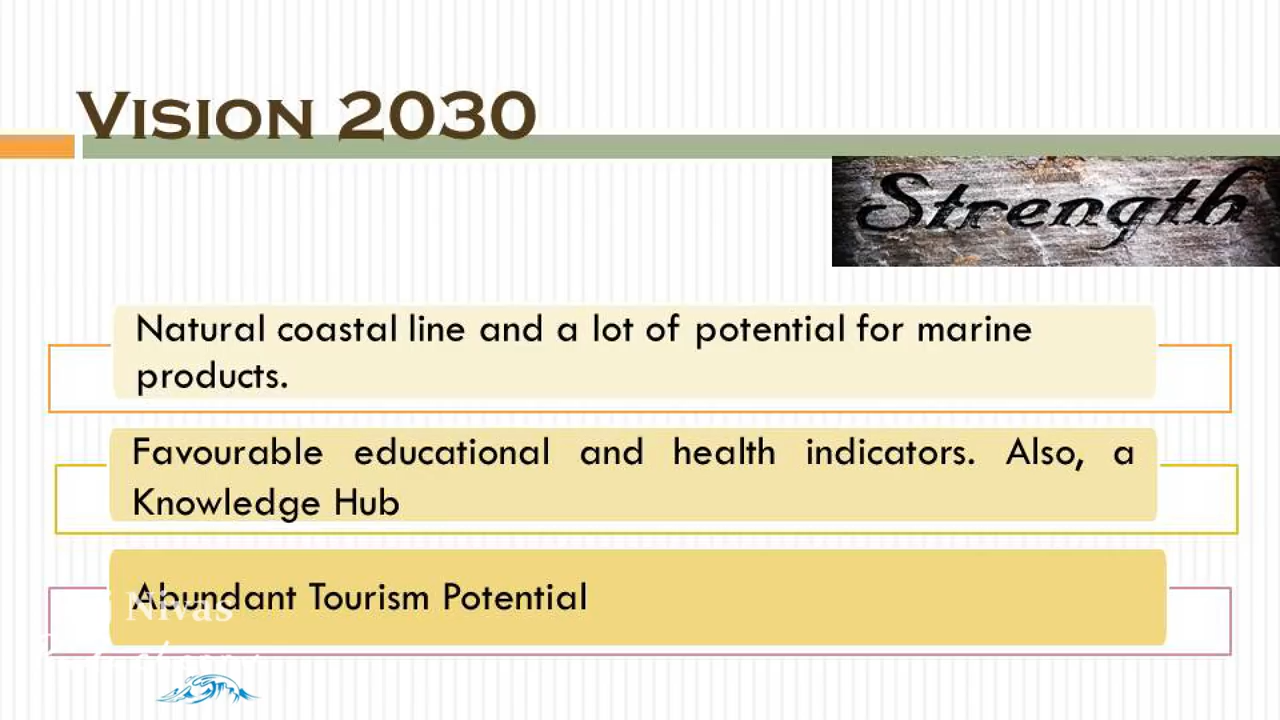 VISION 2030
Strength
Natural coastal line and a lot of potential for marine
products.
Favourable educational and health indicators. Also, a
Knowledge Hub
Abundant Tourism Potential
Nivas